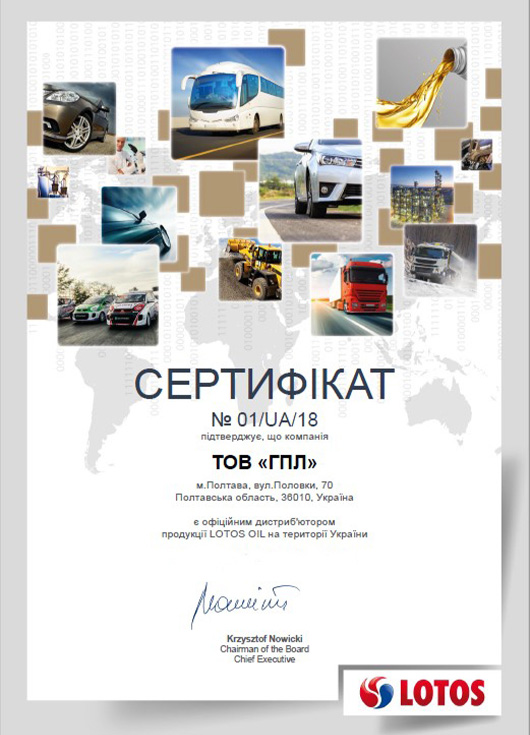 СЕРТИФІКАТ
№ 01/UA/18
підтверджує, що компанія
ТОВ «ГПЛ»
м.Полтава, вул.Половки, 70
Полтавська область, 36010, Україна
є офіційним дистриб'ютором
продукції LOTOS OIL на території України
Krzysztof Nowicki
Chairman of the Board
Chief Executive
LOTOS